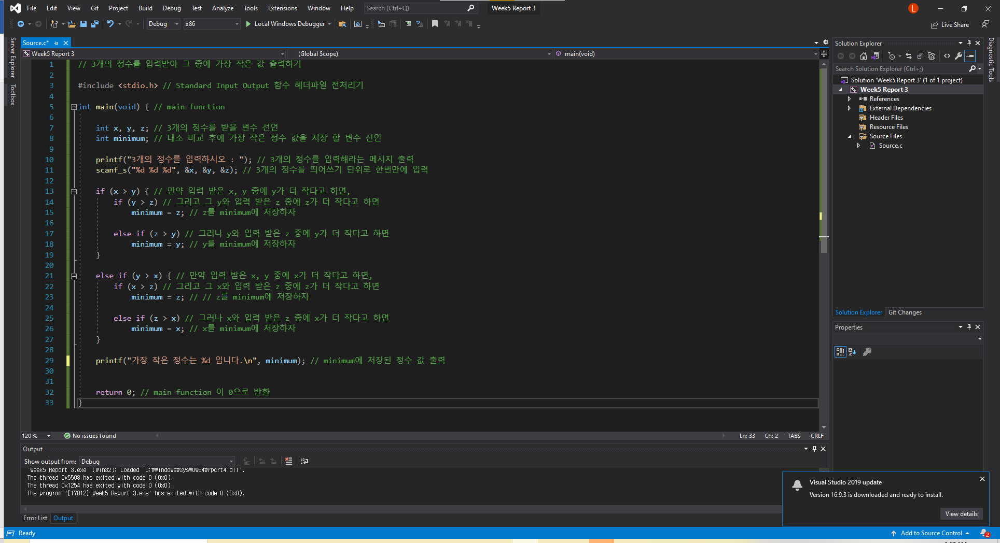 File Edit View Git Project Build Debug Test Analyze Tools Extensions Window Help Search (Ctrl+Q) Week5 Report 3 L
Debug x86 Local Windows Debugger Live Share
Server Explorer
Toolbox
Source.c*
Week5 Report 3 (Global Scope) main(void)
1 // 3개의 정수를 입력받아 그 중에 가장 작은 값 출력하기
2
3 #include <stdio.h> // Standard Input Output 함수 헤더파일 전처리기
4
5 int main(void) { // main function
6
7 int x, y, z; // 3개의 정수를 받을 변수 선언
8 int minimum; // 대소 비교 후에 가장 작은 정수 값을 저장 할 변수 선언
9
10 printf("3개의 정수를 입력하시오 : "); // 3개의 정수를 입력해라는 메시지 출력
11 scanf_s("%d %d %d", &x, &y, &z); // 3개의 정수를 띄어쓰기 단위로 한번만에 입력
12
13 if (x > y) { // 만약 입력 받은 x, y 중에 y가 더 작다고 하면,
14 if (y > z) // 그리고 그 y와 입력 받은 z 중에 z가 더 작다고 하면
15 minimum = z; // z를 minimum에 저장하자
16
17 else if (z > y) // 그러나 y와 입력 받은 z 중에 y가 더 작다고 하면
18 minimum = y; // y를 minimum에 저장하자
19 }
20
21 else if (y > x) { // 만약 입력 받은 x, y 중에 x가 더 작다고 하면,
22 if (x > z) // 그리고 그 x와 입력 받은 z 중에 z가 더 작다고 하면
23 minimum = z; // // z를 minimum에 저장하자
24
25 else if (z > x) // 그러나 x와 입력 받은 z 중에 x가 더 작다고 하면
26 minimum = x; // x를 minimum에 저장하자
27 }
28
29 printf("가장 작은 정수는 %d 입니다.\n", minimum); // minimum에 저장된 정수 값 출력
30
31
32 return 0; // main function 이 0으로 반환
33 }
120 % No issues found Ln: 33 Ch: 2 TABS CRLF
Output
Show output from: Debug
'Week5 Report 3.exe' (Win32): Loaded 'C:₩Windows₩SysWOW64₩rpcrt4.dll'.
The thread 0x5508 has exited with code 0 (0x0).
The thread 0x1254 has exited with code 0 (0x0).
The program '[17812] Week5 Report 3.exe' has exited with code 0 (0x0).
Error List Output
Ready
Solution Explorer
Search Solution Explorer (Ctrl+;)
Solution 'Week5 Report 3' (1 of 1 project)
Week5 Report 3
References
External Dependencies
Header Files
Resource Files
Source Files
Source.c
Solution Explorer Git Changes
Properties
Diagnostic Tools
Visual Studio 2019 update
Version 16.9.3 is downloaded and ready to install.
View details
Add to Source Control 2